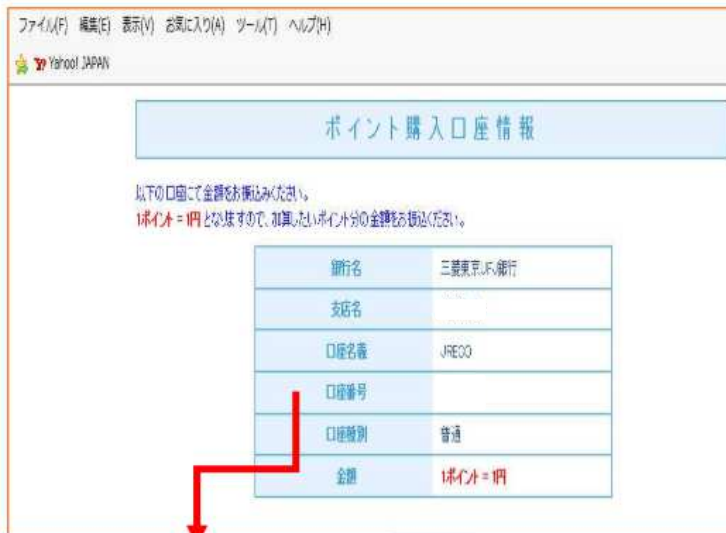 ファイル(F) 編集(E) 表示(V) お気に入り(A) ツール(T) ヘルプ(H)
Yahoo! JAPAN
ポイント購入口座情報
以下の口座にて金額をお振込みください。
1ポイント = 1円となりますので、加算したいポイント分の金額をお振込ください。
銀行名 三菱東京UFJ銀行
支店名
口座名義 JRECO
口座番号
口座種別 普通
金額 1ポイント = 1円